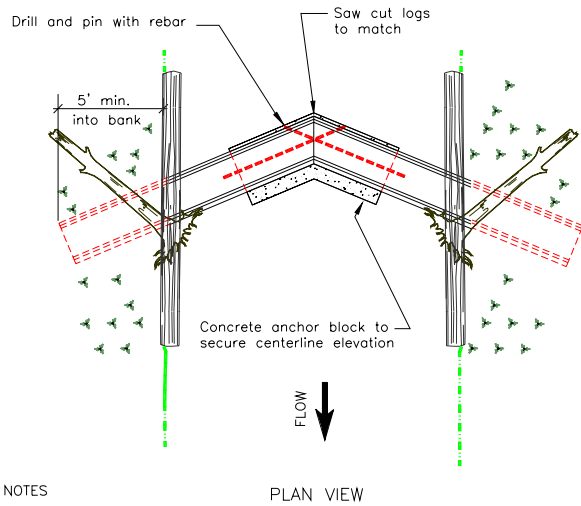 Drill and pin with rebar
Saw cut logs
to match
5' min.
into bank
Concrete anchor block to
secure centerline elevation
FLOW
NOTES
PLAN VIEW